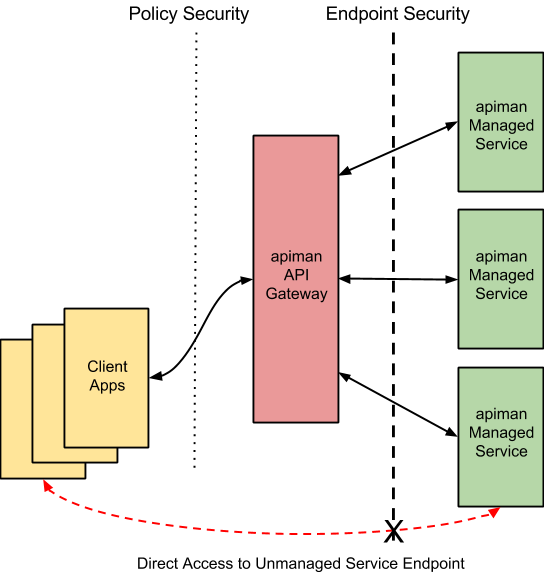 Policy Security
Endpoint Security
apiman
Managed
Service
apiman
API
Gateway
apiman
Managed
Service
Client
Apps
apiman
Managed
Service
X
Direct Access to Unmanaged Service Endpoint